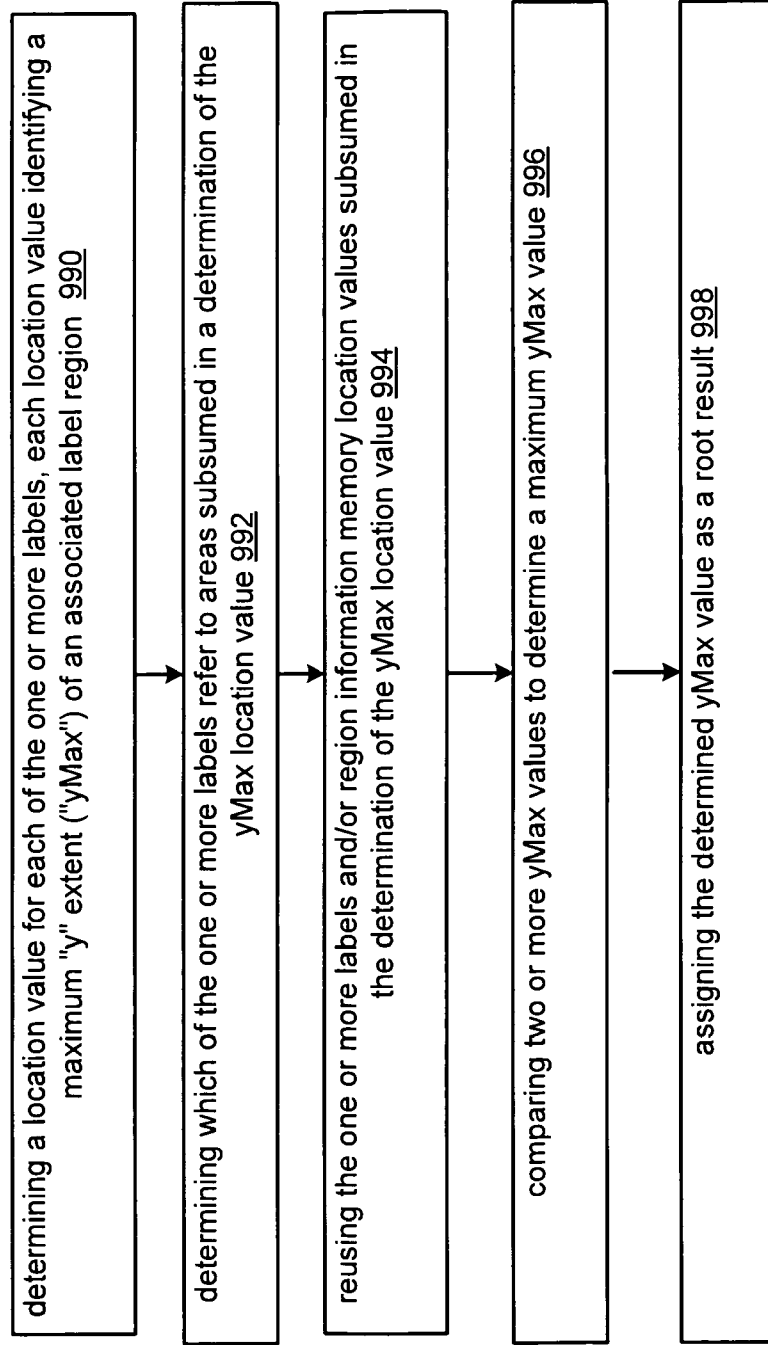 determining a location value for each of the one or more labels, each location value identifying a
maximum "y" extent ("yMax") of an associated label region 990
determining which of the one or more labels refer to areas subsumed in a determination of the
yMax location value 992
reusing the one or more labels and/or region information memory location values subsumed in
the determination of the yMax location value 994
comparing two or more yMax values to determine a maximum yMax value 996
assigning the determined yMax value as a root result 998